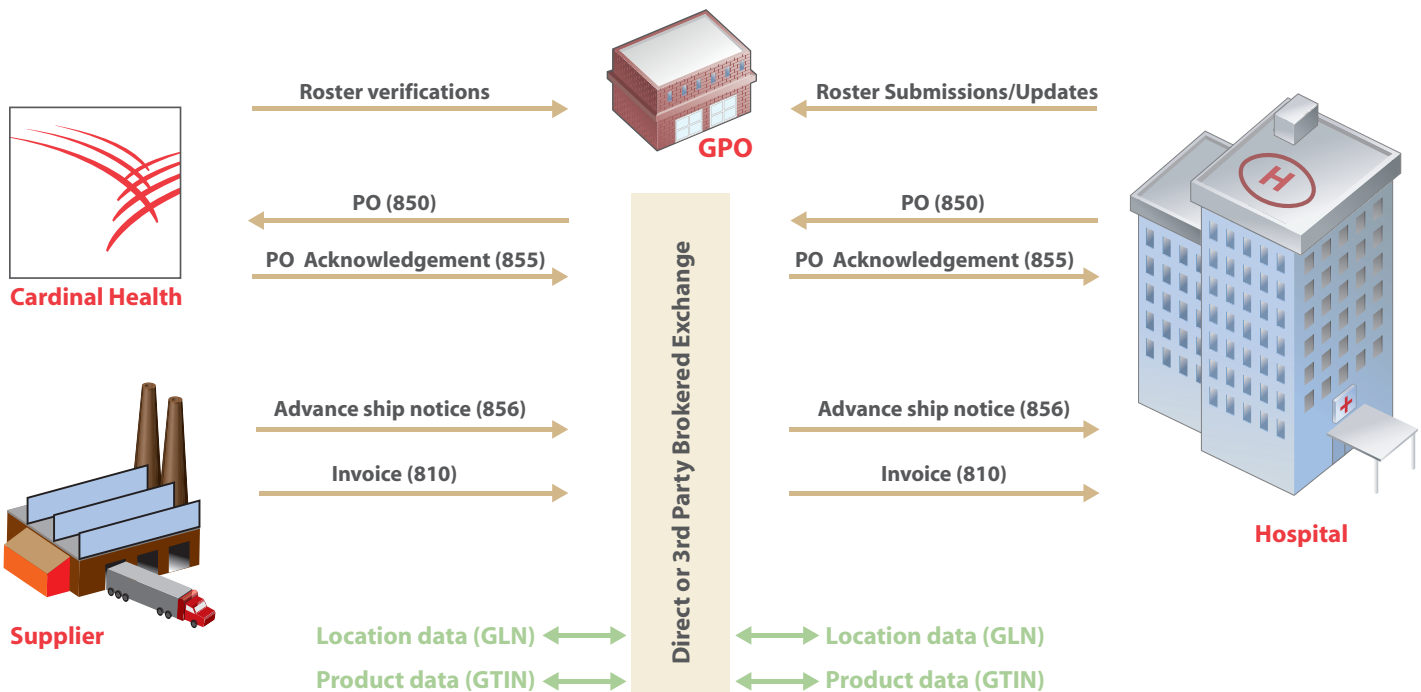 Roster verifications
Roster Submissions/Updates
GPO
H
PO (850)
PO (850)
PO  Acknowledgement (855)
PO  Acknowledgement (855)
Cardinal Health
Direct or 3rd Party Brokered Exchange
Advance ship notice (856)
Advance ship notice (856)
Invoice (810)
Invoice (810)
Hospital
Supplier
Location data (GLN)
Location data (GLN)
Product data (GTIN)
Product data (GTIN)